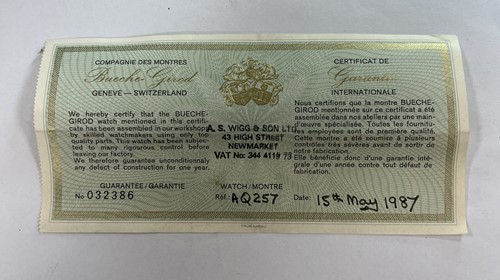 COMPAGNIE DES MONTRES
Bueche-Girod
GENEVE — SWITZERLAND
We hereby certify that the BUECHE-
GIROD watch mentioned in this certifi-
cate has been assembled in our workshop
by skilled watchmakers using only top
quality parts. This watch has been subjec-
ted to many rigourous control before
leaving our factory.
We therefore guarantee unconditionaly
any defect of construction for one year.
GUARANTEE/GARANTIE
No 032386
A. S. WIGG & SON LTD.
43 HIGH STREET
NEWMARKET
VAT No: 344 4119 73
WATCH/MONTRE
Réf. AQ257
CERTIFICAT DE
Garantie
INTERNATIONALE
Nous certifions que la montre BUECHE-
GIROD mentionnée sur ce certificat a été
assemblée dans nos ateliers par une main-
d'œuvre spécialisée. Toutes les fournitu-
res employées sont de première qualité.
Cette montre a été soumise à plusieurs
contrôles très sévères avant de sortir de
notre fabrication.
Elle bénéficie donc d'une garantie inté-
grale d'une année contre tout défaut de
fabrication.
Date: 15th May 1987